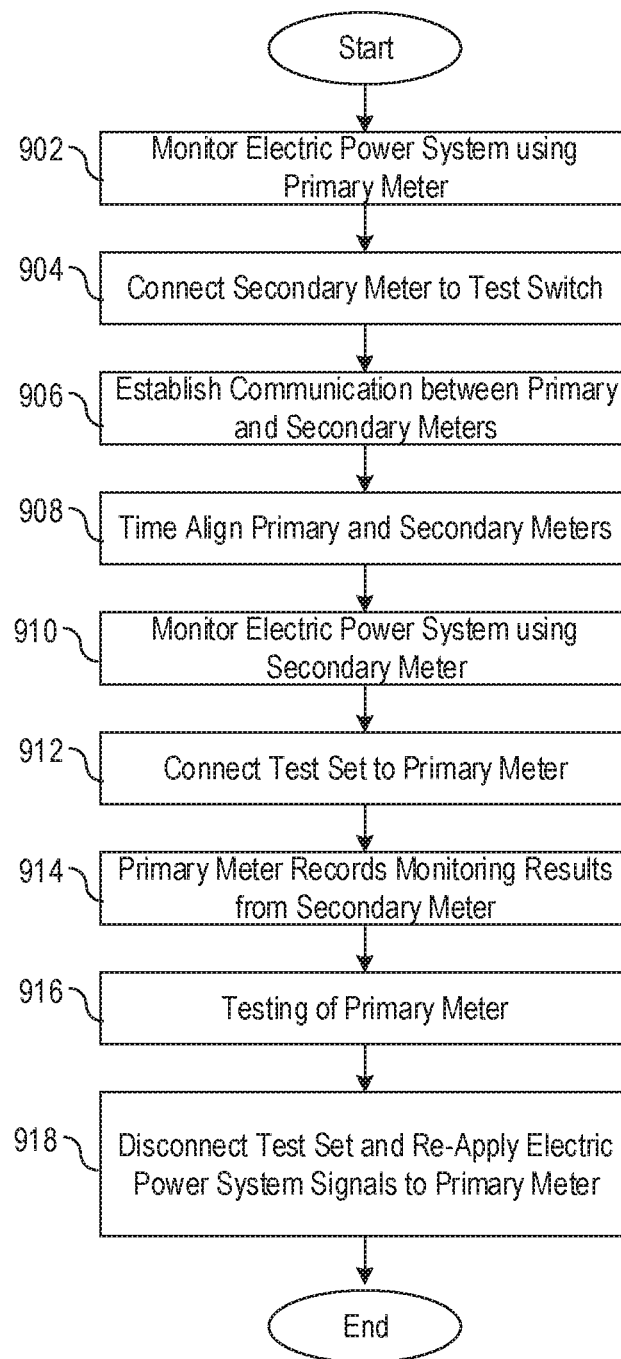 Start
902
Monitor Electric Power System using
Primary Meter
904
Connect Secondary Meter to Test Switch
906
Establish Communication between Primary
and Secondary Meters
908
Time Align Primary and Secondary Meters
910
Monitor Electric Power System using
Secondary Meter
912
Connect Test Set to Primary Meter
914
Primary Meter Records Monitoring Results
from Secondary Meter
916
Testing of Primary Meter
918
Disconnect Test Set and Re-Apply Electric
Power System Signals to Primary Meter
End